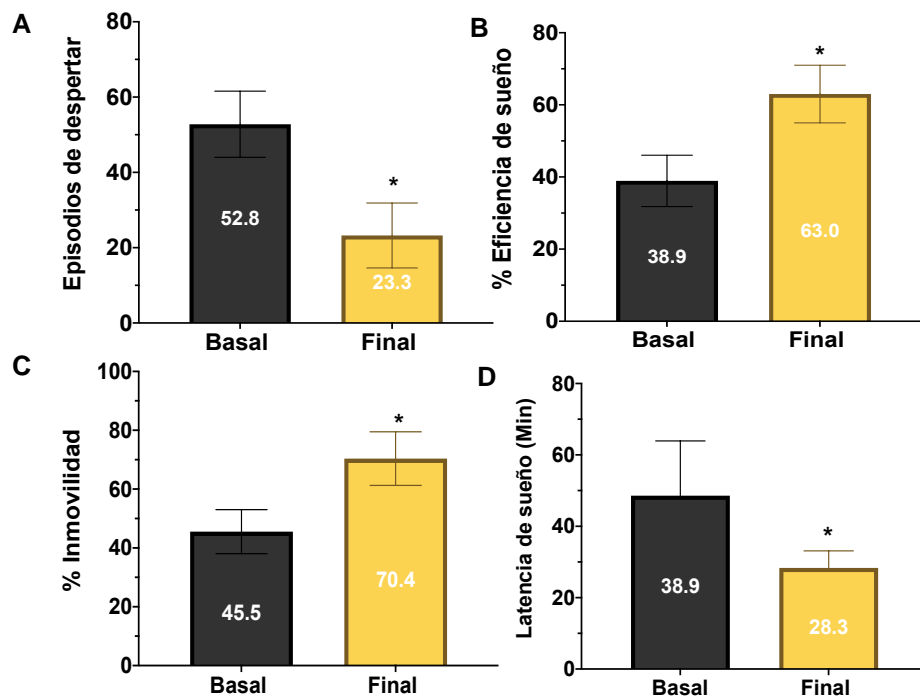 A
Episodios de despertar
80
60
40
20
0
*
52.8
23.3
Basal
Final
B
% Eficiencia de sueño
80
60
40
20
0
*
38.9
63.0
Basal
Final
C
% Inmovilidad
100
80
60
40
20
0
*
45.5
70.4
Basal
Final
D
Latencia de sueño (Min)
80
60
40
20
0
*
38.9
28.3
Basal
Final